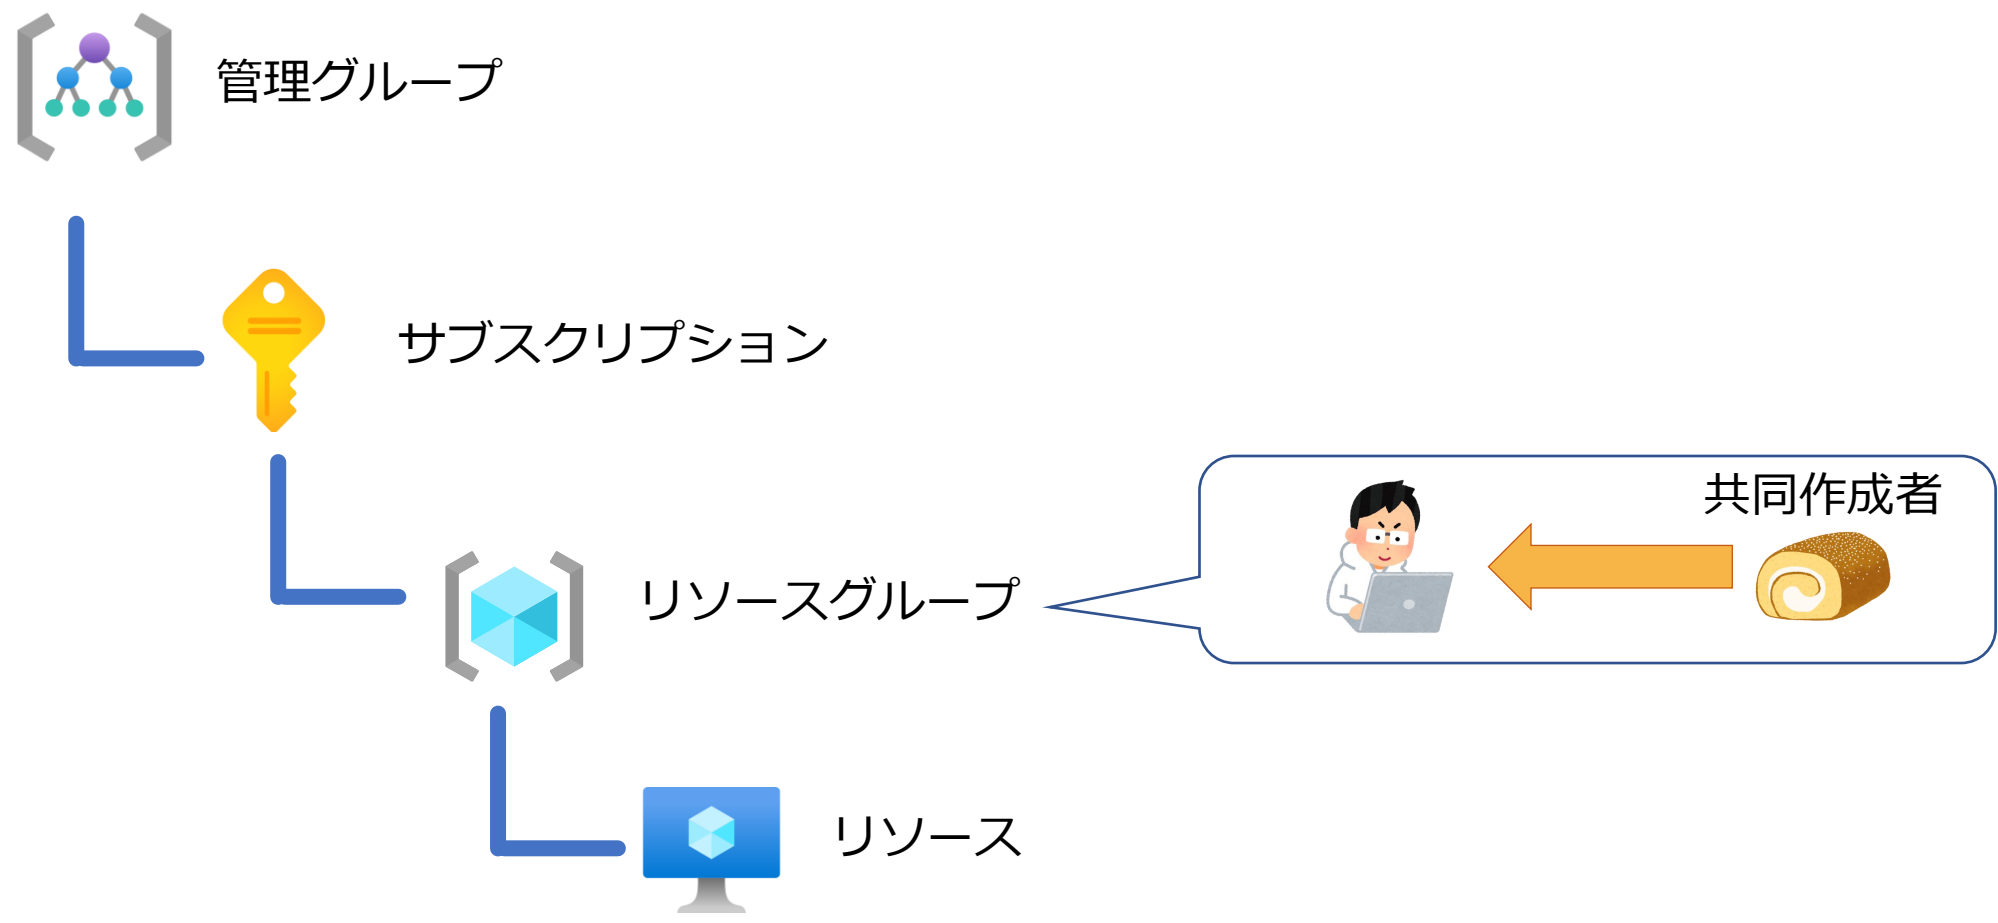 管理グループ
サブスクリプション
リソースグループ
共同作成者
リソース